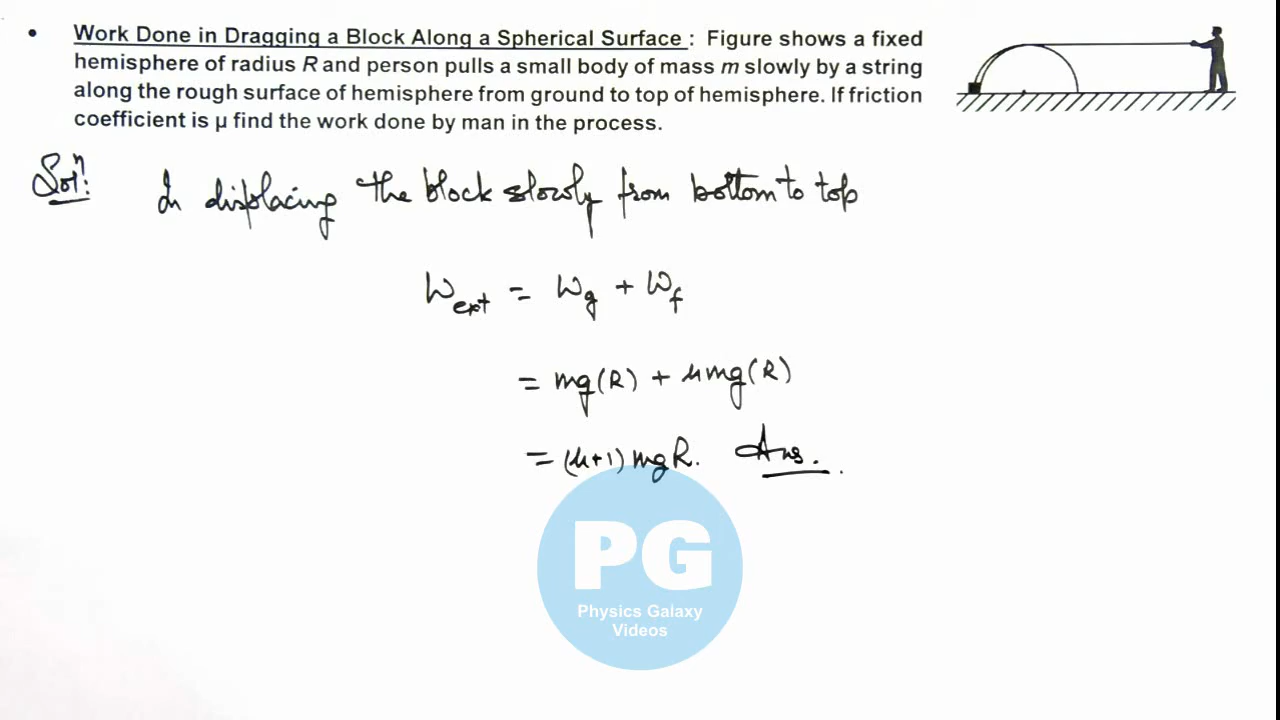 • Work Done in Dragging a Block Along a Spherical Surface : Figure shows a fixed
hemisphere of radius R and person pulls a small body of mass m slowly by a string
along the rough surface of hemisphere from ground to top of hemisphere. If friction
coefficient is μ find the work done by man in the process.
Solⁿ: In displacing the block slowly from bottom to top
W_ext = W_g + W_f
= mg(R) + μmg(R)
= (μ+1) mgR. Ans.
PG
Physics Galaxy
Videos